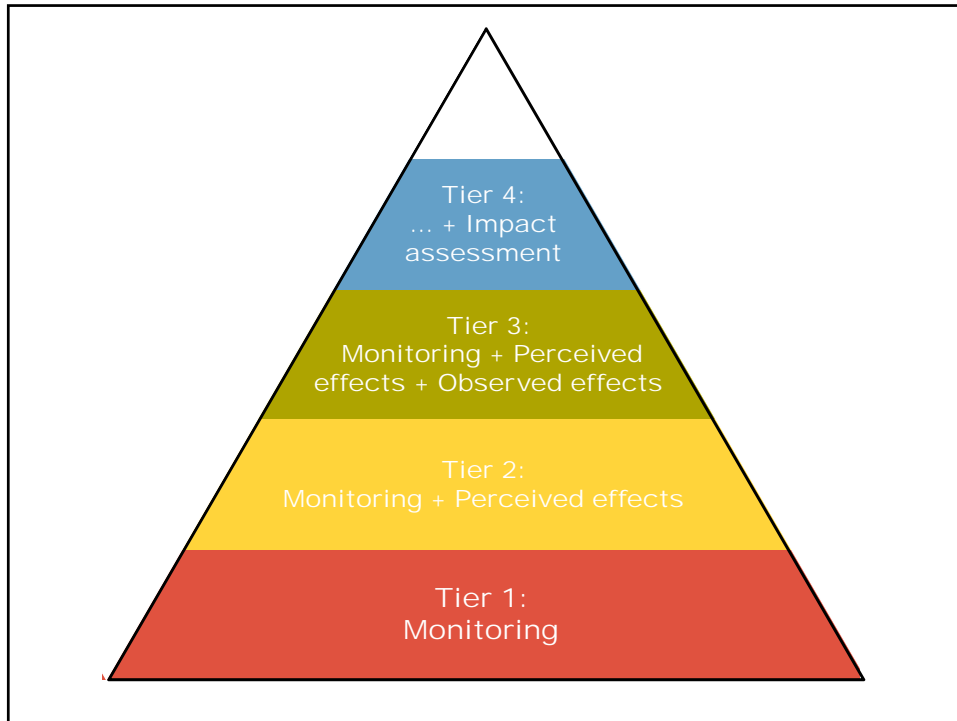 Tier 4:
... + Impact
assessment
Tier 3:
Monitoring + Perceived
effects + Observed effects
Tier 2:
Monitoring + Perceived effects
Tier 1:
Monitoring